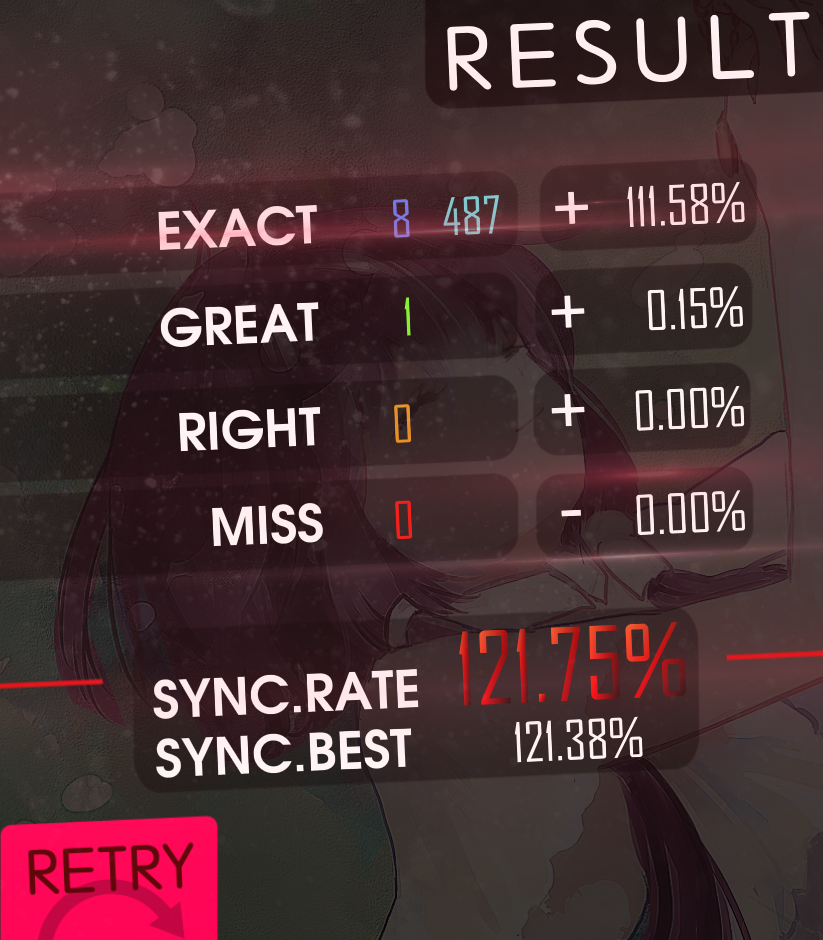 RESULT
EXACT 8 487 + 111.58%
GREAT 1 + 0.15%
RIGHT 0 + 0.00%
MISS 0 - 0.00%
SYNC.RATE 121.75%
SYNC.BEST 121.38%
RETRY